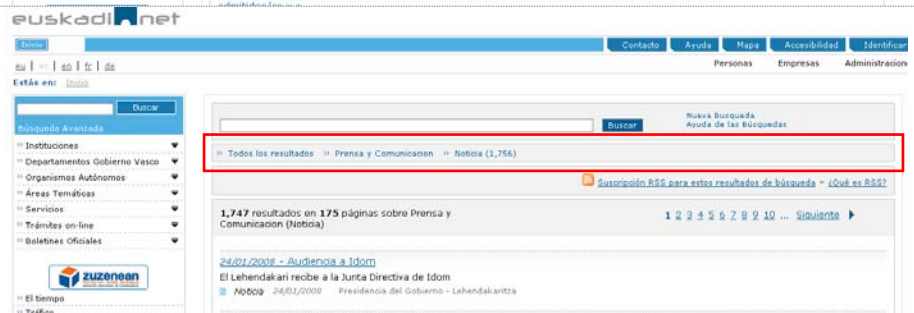 euskadi.net
Inicio
Contacto Ayuda Mapa Accesibilidad Identificar
eu | es | en | fr | de
Personas Empresas Administracion
Estás en: Inicio
Buscar
Búsqueda Avanzada
Instituciones
Departamentos Gobierno Vasco
Organismos Autónomos
Áreas Temáticas
Servicios
Trámites on-line
Boletines Oficiales
zuzenean
El tiempo
Tráfico
Buscar
Nueva Busqueda
Ayuda de las Búsquedas
» Todos los resultados » Prensa y Comunicacion » Noticia (1,756)
Suscripción RSS para estos resultados de búsqueda - ¿Qué es RSS?
1,747 resultados en 175 páginas sobre Prensa y
Comunicacion (Noticia)
1 2 3 4 5 6 7 8 9 10 ... Siguiente
24/01/2008 - Audiencia a Idom
El Lehendakari recibe a la Junta Directiva de Idom
Noticia 24/01/2008 Presidencia del Gobierno - Lehendakaritza